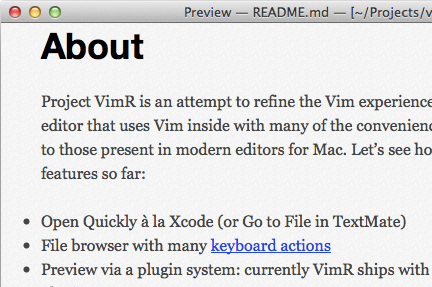 Preview — README.md — [~/Projects/v
About
Project VimR is an attempt to refine the Vim experience
editor that uses Vim inside with many of the convenienc
to those present in modern editors for Mac. Let's see ho
features so far:
Open Quickly à la Xcode (or Go to File in TextMate)
File browser with many keyboard actions
Preview via a plugin system: currently VimR ships with